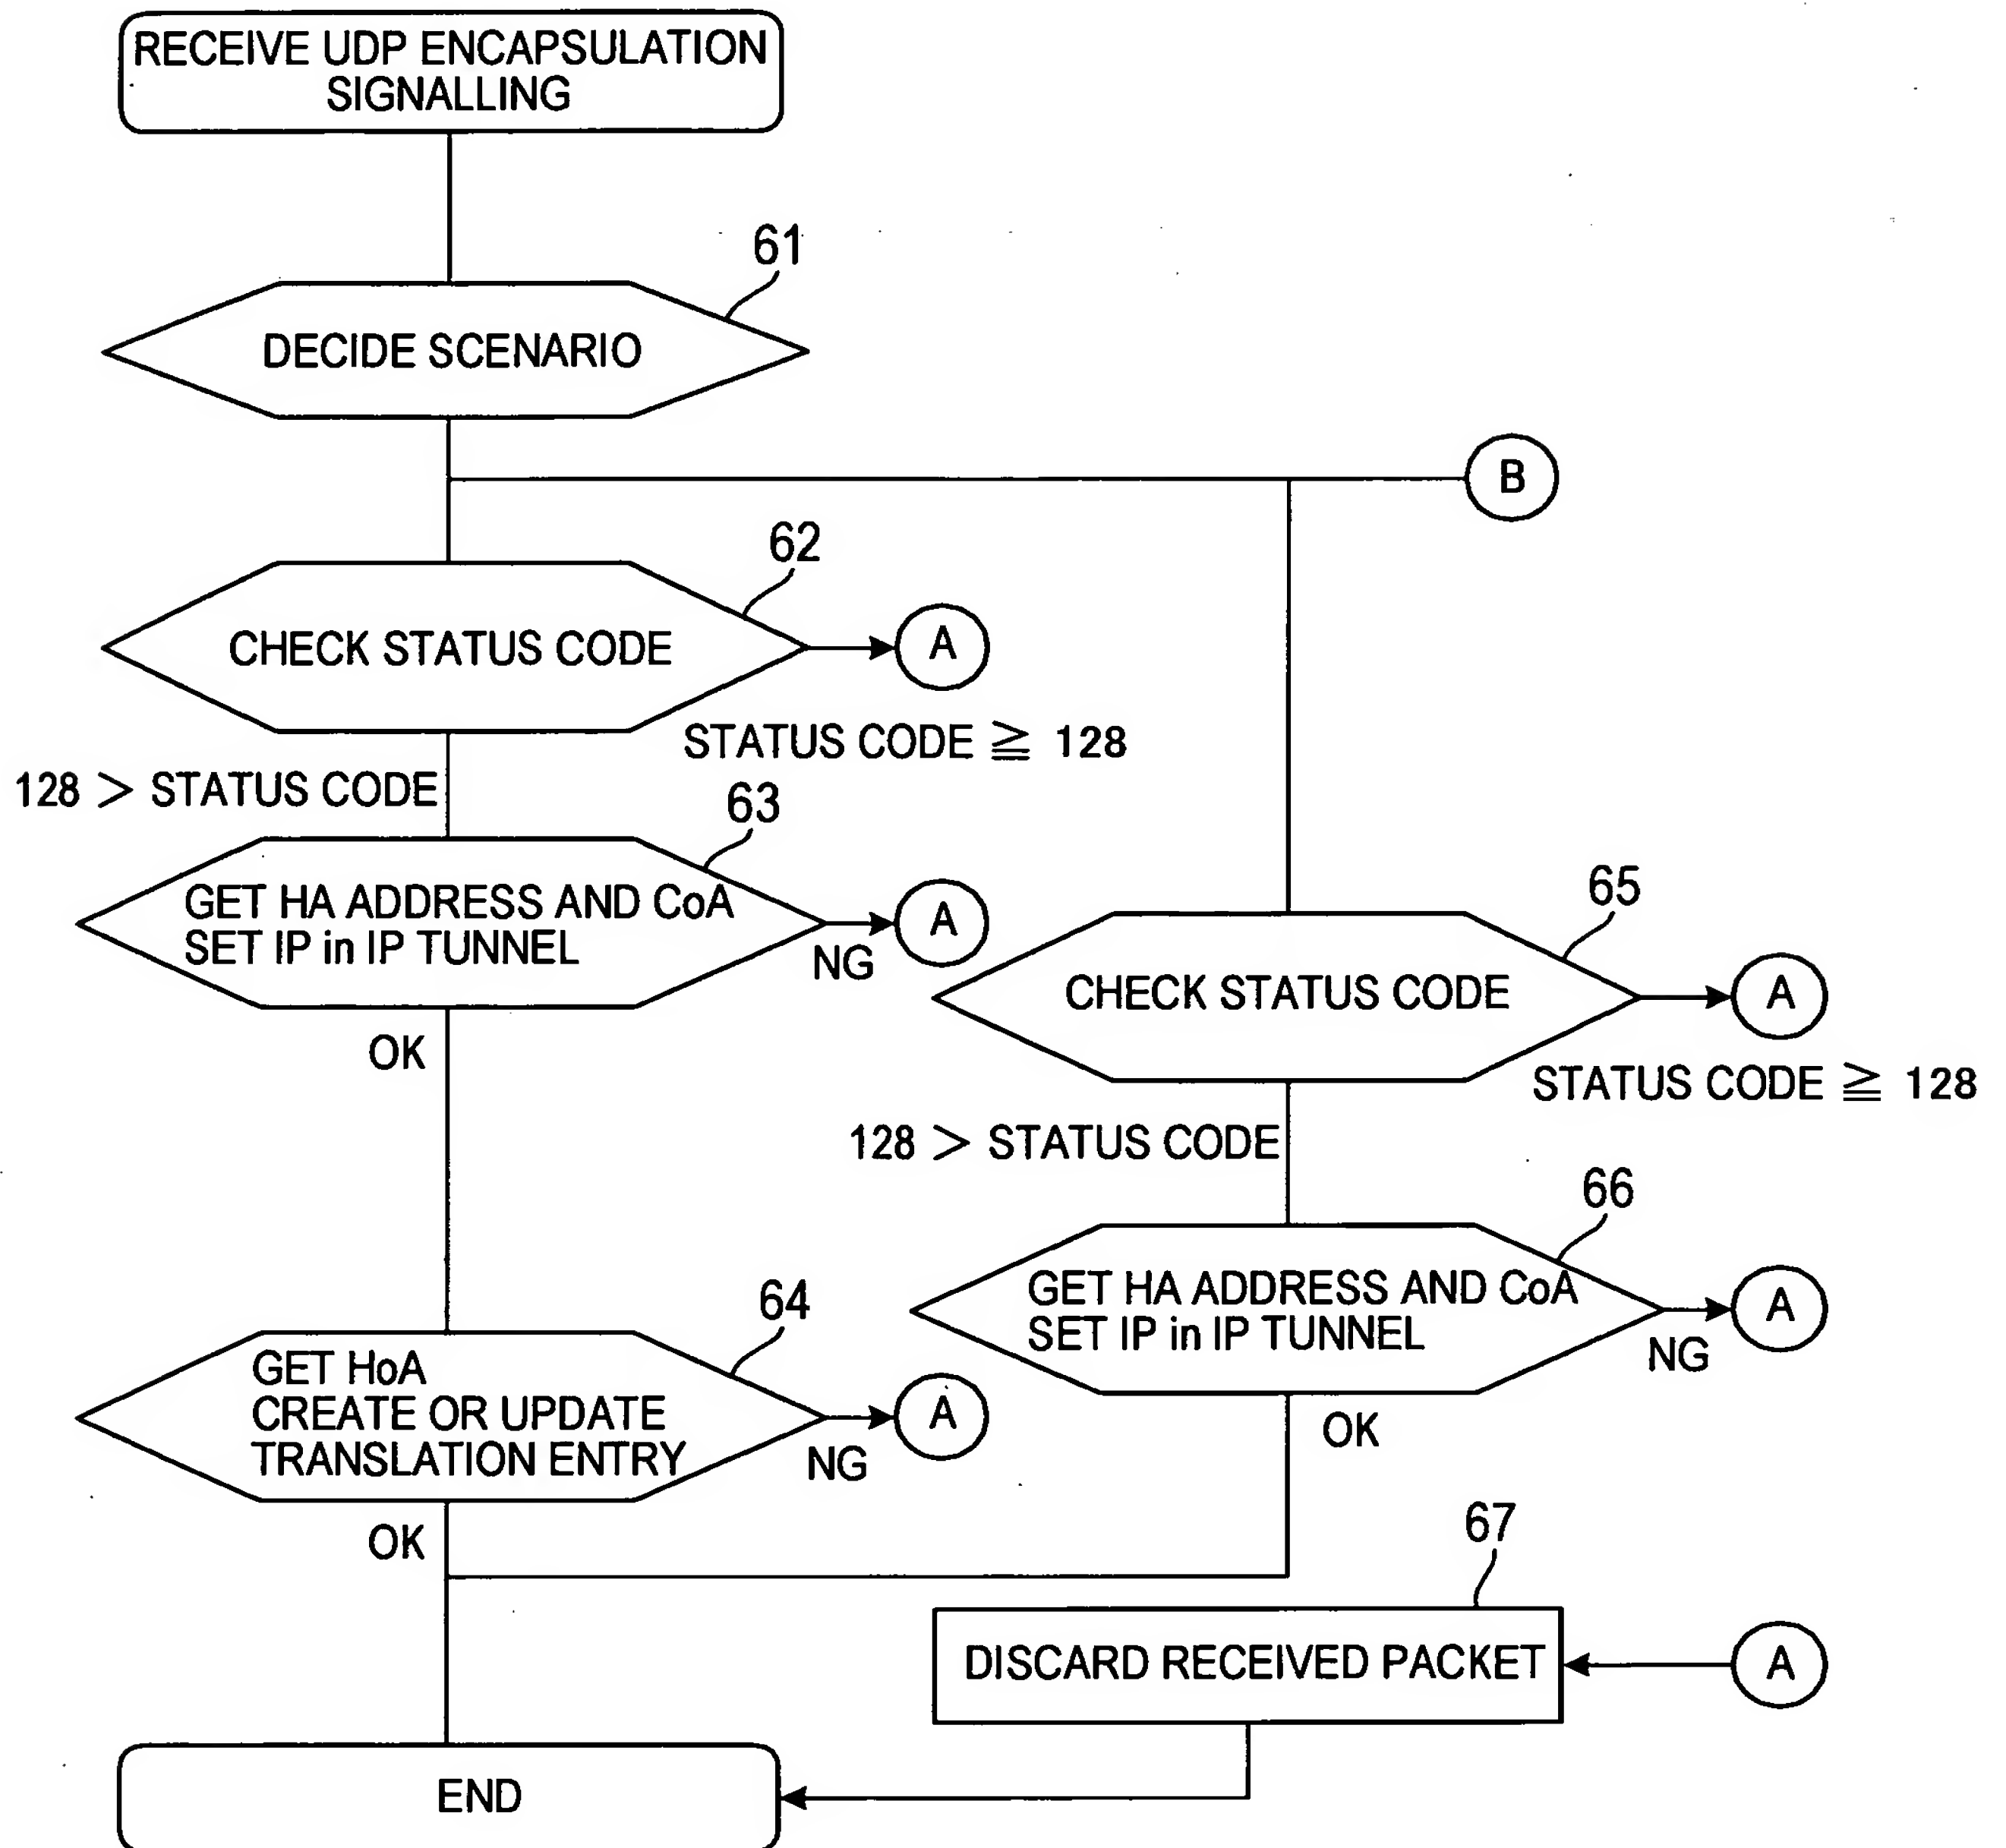 RECEIVE UDP ENCAPSULATION
SIGNALLING
61
DECIDE SCENARIO
B
62
CHECK STATUS CODE
A
STATUS CODE ≧ 128
128 > STATUS CODE
63
GET HA ADDRESS AND CoA
SET IP in IP TUNNEL
A
NG
OK
65
CHECK STATUS CODE
A
STATUS CODE ≧ 128
128 > STATUS CODE
66
GET HA ADDRESS AND CoA
SET IP in IP TUNNEL
A
NG
OK
64
GET HoA
CREATE OR UPDATE
TRANSLATION ENTRY
A
NG
OK
67
DISCARD RECEIVED PACKET
A
END